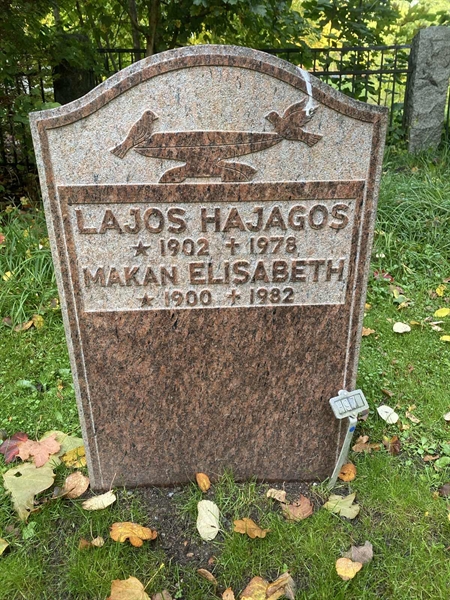 LAJOS HAJAGOS
★ 1902 ✝ 1978
MAKAN ELISABETH
★ 1900 ✝ 1982